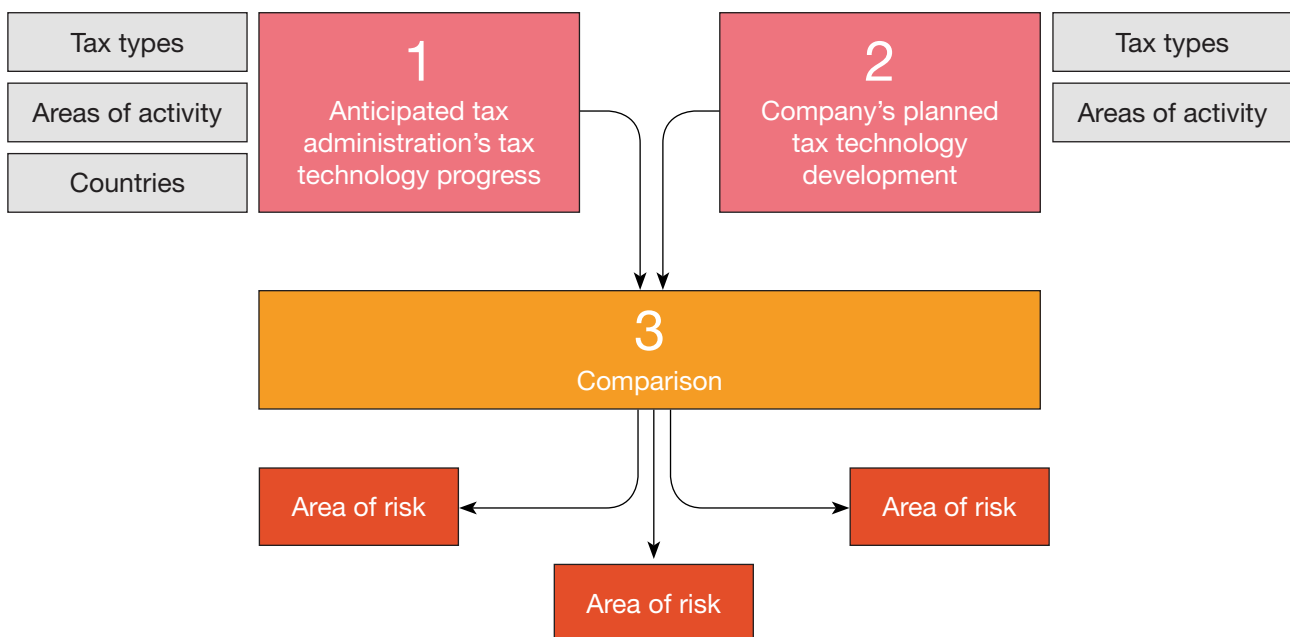 Tax types
Areas of activity
Countries
1
Anticipated tax
administration’s tax
technology progress
2
Company’s planned
tax technology
development
Tax types
Areas of activity
3
Comparison
Area of risk
Area of risk
Area of risk